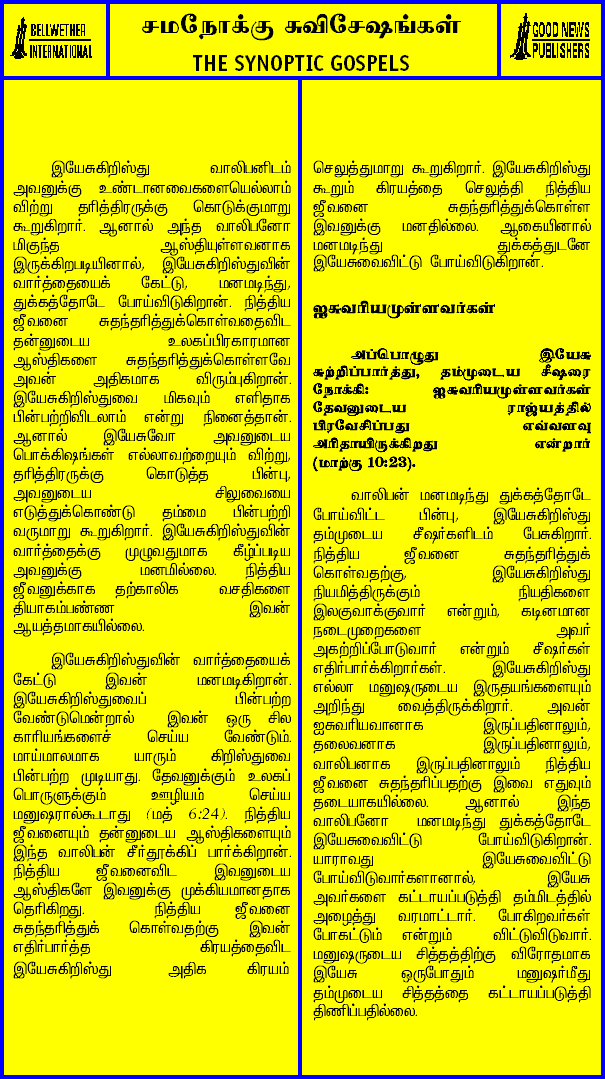 BELLWETHER
INTERNATIONAL
சமநோக்கு சுவிசேஷங்கள்
THE SYNOPTIC GOSPELS
GOOD NEWS
PUBLISHERS
இயேசுகிறிஸ்து வாலிபனிடம்
அவனுக்கு உண்டானவைகளையெல்லாம்
விற்று தரித்திரருக்கு கொடுக்குமாறு
கூறுகிறார். ஆனால் அந்த வாலிபனோ
மிகுந்த ஆஸ்தியுள்ளவனாக
இருக்கிறபடியினால், இயேசுகிறிஸ்துவின்
வார்த்தையைக் கேட்டு, மனமடிந்து,
துக்கத்தோடே போய்விடுகிறான். நித்திய
ஜீவனை சுதந்தரித்துக்கொள்வதைவிட
தன்னுடைய உலகப்பிரகாரமான
ஆஸ்திகளை சுதந்தரித்துக்கொள்ளவே
அவன் அதிகமாக விரும்புகிறான்.
இயேசுகிறிஸ்துவை மிகவும் எளிதாக
பின்பற்றிவிடலாம் என்று நினைத்தான்.
ஆனால் இயேசுவோ அவனுடைய
பொக்கிஷங்கள் எல்லாவற்றையும் விற்று,
தரித்திரருக்கு கொடுத்த பின்பு,
அவனுடைய சிலுவையை
எடுத்துக்கொண்டு தம்மை பின்பற்றி
வருமாறு கூறுகிறார். இயேசுகிறிஸ்துவின்
வார்த்தைக்கு முழுவதுமாக கீழ்ப்படிய
அவனுக்கு மனமில்லை. நித்திய
ஜீவனுக்காக தற்காலிக வசதிகளை
தியாகம்பண்ண இவன்
ஆயத்தமாகயில்லை.
இயேசுகிறிஸ்துவின் வார்த்தையைக்
கேட்டு இவன் மனமடிகிறான்.
இயேசுகிறிஸ்துவைப் பின்பற்ற
வேண்டுமென்றால் இவன் ஒரு சில
காரியங்களைச் செய்ய வேண்டும்.
மாய்மாலமாக யாரும் கிறிஸ்துவை
பின்பற்ற முடியாது. தேவனுக்கும் உலகப்
பொருளுக்கும் ஊழியம் செய்ய
மனுஷரால்கூடாது (மத் 6:24). நித்திய
ஜீவனையும் தன்னுடைய ஆஸ்திகளையும்
இந்த வாலிபன் சீர்தூக்கிப் பார்க்கிறான்.
நித்திய ஜீவனைவிட இவனுடைய
ஆஸ்திகளே இவனுக்கு முக்கியமானதாக
தெரிகிறது. நித்திய ஜீவனை
சுதந்தரித்துக் கொள்வதற்கு இவன்
எதிர்பார்த்த கிரயத்தைவிட
இயேசுகிறிஸ்து அதிக கிரயம்
செலுத்துமாறு கூறுகிறார். இயேசுகிறிஸ்து
கூறும் கிரயத்தை செலுத்தி நித்திய
ஜீவனை சுதந்தரித்துக்கொள்ள
இவனுக்கு மனதில்லை. ஆகையினால்
மனமடிந்து துக்கத்துடனே
இயேசுவைவிட்டு போய்விடுகிறான்.
ஐசுவரியமுள்ளவர்கள்
அப்பொழுது இயேசு
சுற்றிப்பார்த்து, தம்முடைய சீஷரை
நோக்கி: ஐசுவரியமுள்ளவர்கள்
தேவனுடைய ராஜ்யத்தில்
பிரவேசிப்பது எவ்வளவு
அரிதாயிருக்கிறது என்றார்
(மாற்கு 10:23).
வாலிபன் மனமடிந்து துக்கத்தோடே
போய்விட்ட பின்பு, இயேசுகிறிஸ்து
தம்முடைய சீஷர்களிடம் பேசுகிறார்.
நித்திய ஜீவனை சுதந்தரித்துக்
கொள்வதற்கு, இயேசுகிறிஸ்து
நியமித்திருக்கும் நியதிகளை
இலகுவாக்குவார் என்றும், கடினமான
நடைமுறைகளை அவர்
அகற்றிப்போடுவார் என்றும் சீஷர்கள்
எதிர்பார்க்கிறார்கள். இயேசுகிறிஸ்து
எல்லா மனுஷருடைய இருதயங்களையும்
அறிந்து வைத்திருக்கிறார். அவன்
ஐசுவரியவானாக இருப்பதினாலும்,
தலைவனாக இருப்பதினாலும்,
வாலிபனாக இருப்பதினாலும் நித்திய
ஜீவனை சுதந்தரிப்பதற்கு இவை எதுவும்
தடையாகயில்லை. ஆனால் இந்த
வாலிபனோ மனமடிந்து துக்கத்தோடே
இயேசுவைவிட்டு போய்விடுகிறான்.
யாராவது இயேசுவைவிட்டு
போய்விடுவார்களானால், இயேசு
அவர்களை கட்டாயப்படுத்தி தம்மிடத்தில்
அழைத்து வரமாட்டார். போகிறவர்கள்
போகட்டும் என்றும் விட்டுவிடுவார்.
மனுஷருடைய சித்தத்திற்கு விரோதமாக
இயேசு ஒருபோதும் மனுஷர்மீது
தம்முடைய சித்தத்தை கட்டாயப்படுத்தி
திணிப்பதில்லை.